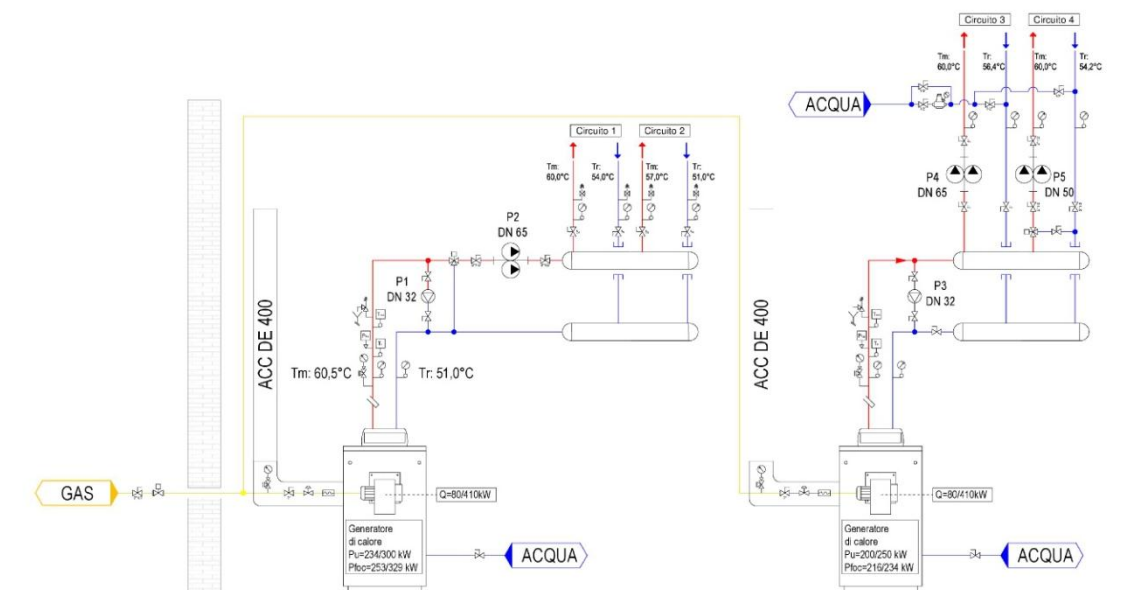 Circuito 3
Circuito 4
Tm:
60,0°C
Tr:
56,4°C
Tm:
60,0°C
Tr:
54,2°C
ACQUA
Circuito 1
Circuito 2
Tm:
60,0°C
Tr:
54,0°C
Tm:
57,0°C
Tr:
51,0°C
P4
DN 65
P5
DN 50
P2
DN 65
P1
DN 32
P3
DN 32
ACC DE 400
ACC DE 400
Tm: 60,5°C
Tr: 51,0°C
GAS
Q=80/410kW
Q=80/410kW
Generatore
di calore
Pu=234/300 kW
Pfoc=253/329 kW
ACQUA
Generatore
di calore
Pu=200/250 kW
Pfoc=216/234 kW
ACQUA